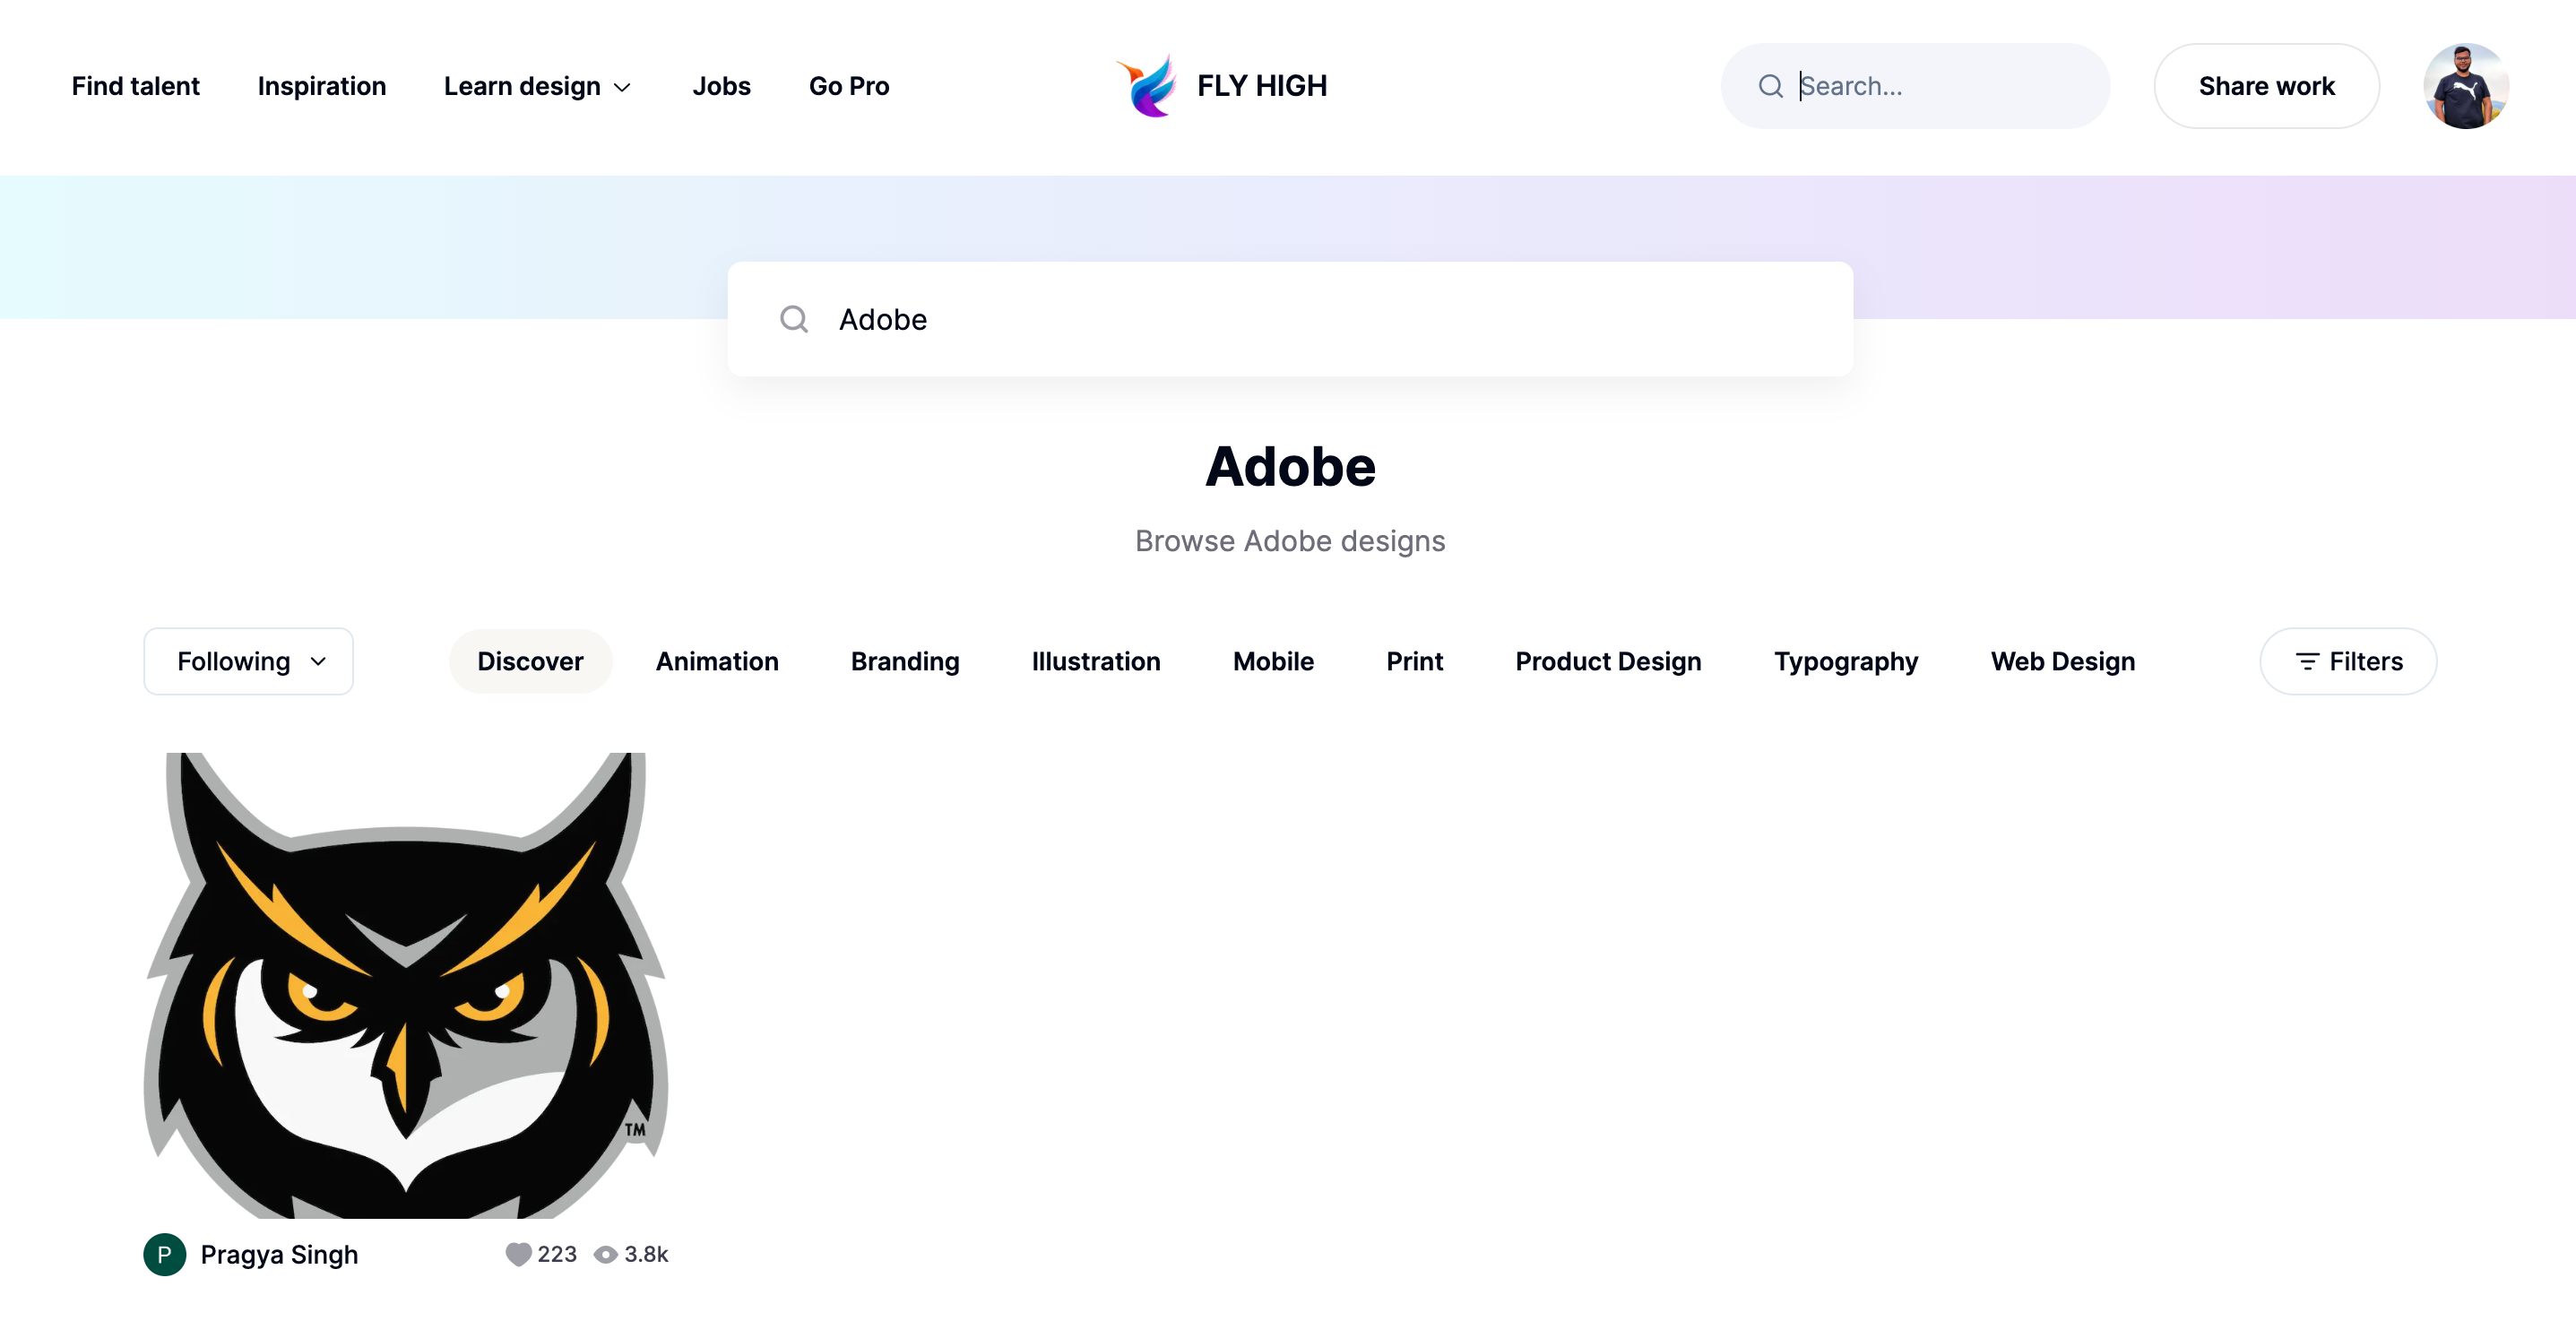 Find talent Inspiration Learn design Jobs Go Pro FLY HIGH Search... Share work
Adobe
Adobe
Browse Adobe designs
Following Discover Animation Branding Illustration Mobile Print Product Design Typography Web Design Filters
TM
P Pragya Singh 223 3.8k